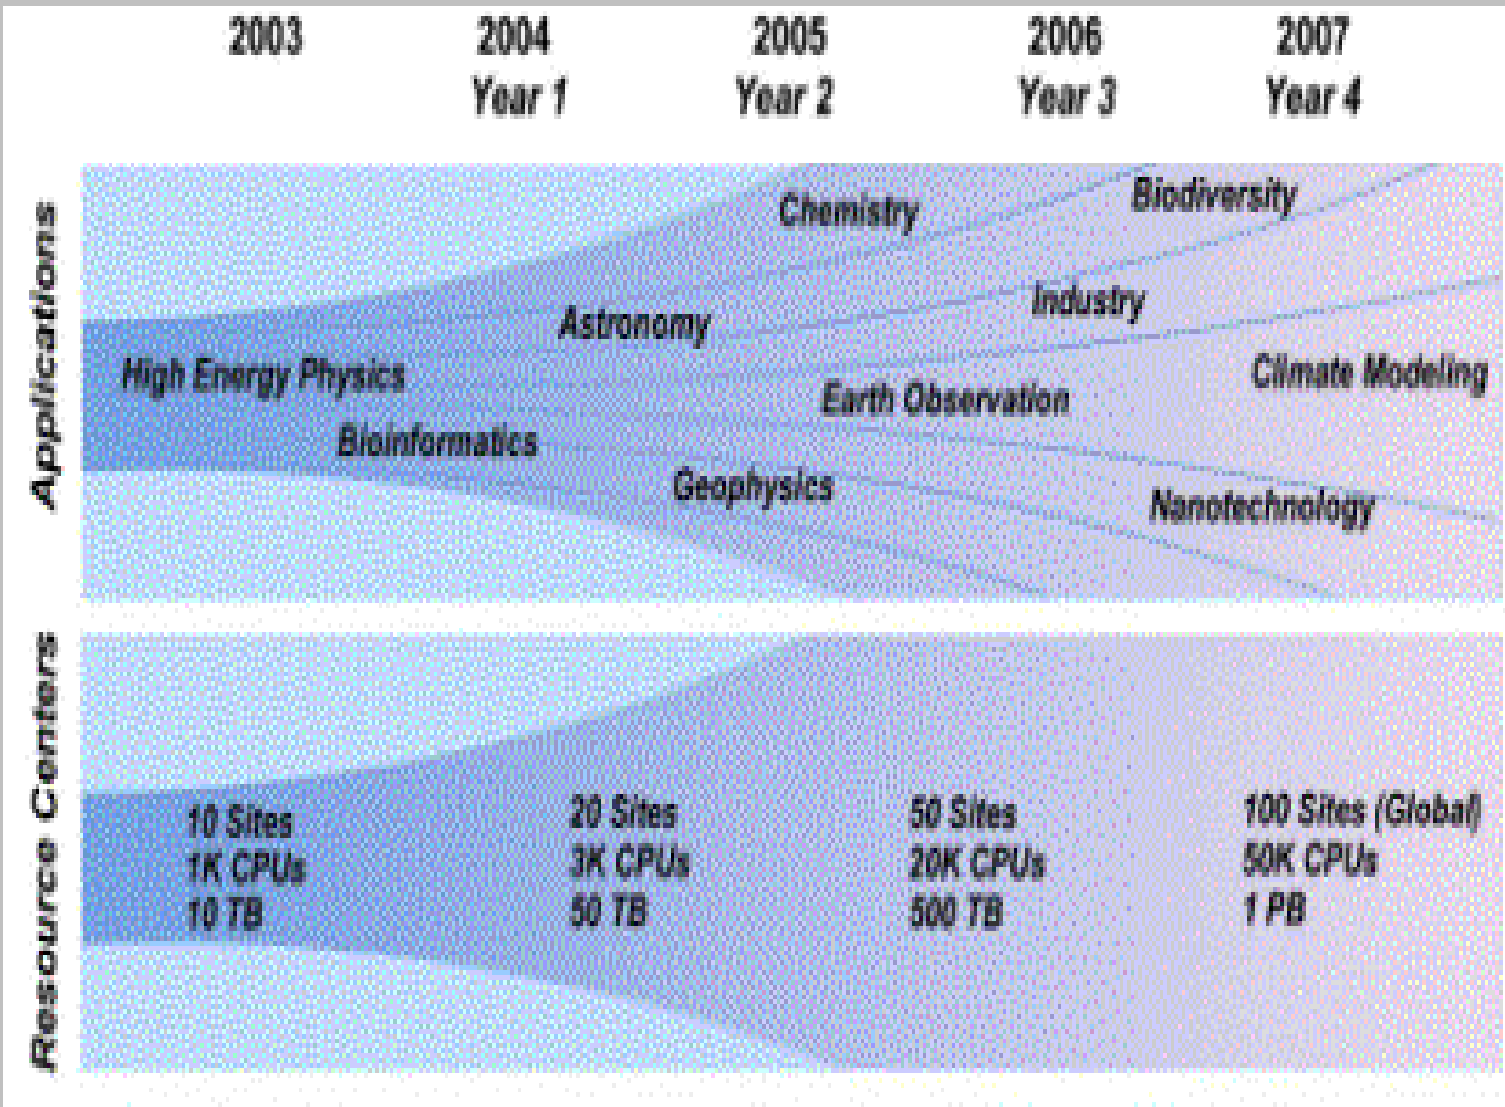 2003 2004 2005 2006 2007
Year 1 Year 2 Year 3 Year 4
Applications
Chemistry
Biodiversity
Astronomy
Industry
High Energy Physics
Climate Modeling
Earth Observation
Bioinformatics
Geophysics
Nanotechnology
Resource Centers
10 Sites
1K CPUs
10 TB
20 Sites
3K CPUs
50 TB
50 Sites
20K CPUs
500 TB
100 Sites (Global)
50K CPUs
1 PB